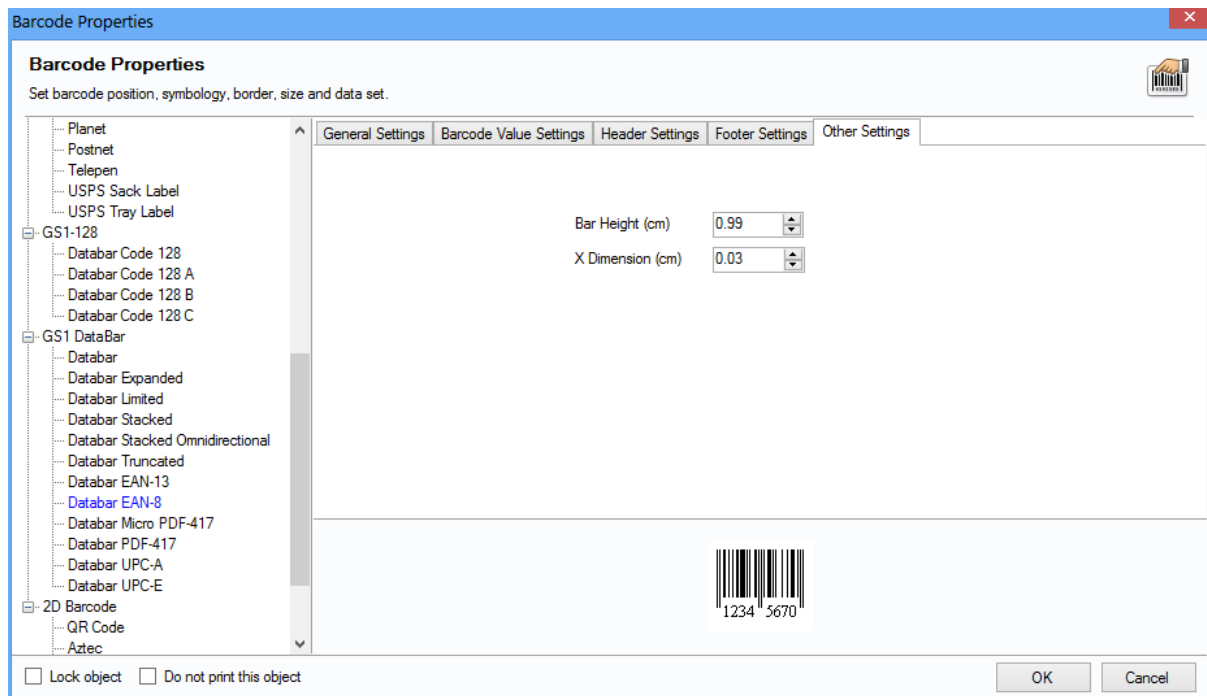 Barcode Properties
Barcode Properties
Set barcode position, symbology, border, size and data set.
Planet
Postnet
Telepen
USPS Sack Label
USPS Tray Label
GS1-128
Databar Code 128
Databar Code 128 A
Databar Code 128 B
Databar Code 128 C
GS1 DataBar
Databar
Databar Expanded
Databar Limited
Databar Stacked
Databar Stacked Omnidirectional
Databar Truncated
Databar EAN-13
Databar EAN-8
Databar Micro PDF-417
Databar PDF-417
Databar UPC-A
Databar UPC-E
2D Barcode
QR Code
Aztec
General Settings Barcode Value Settings Header Settings Footer Settings Other Settings
Bar Height (cm) 0.99
X Dimension (cm) 0.03
1234 5670
Lock object Do not print this object
OK Cancel